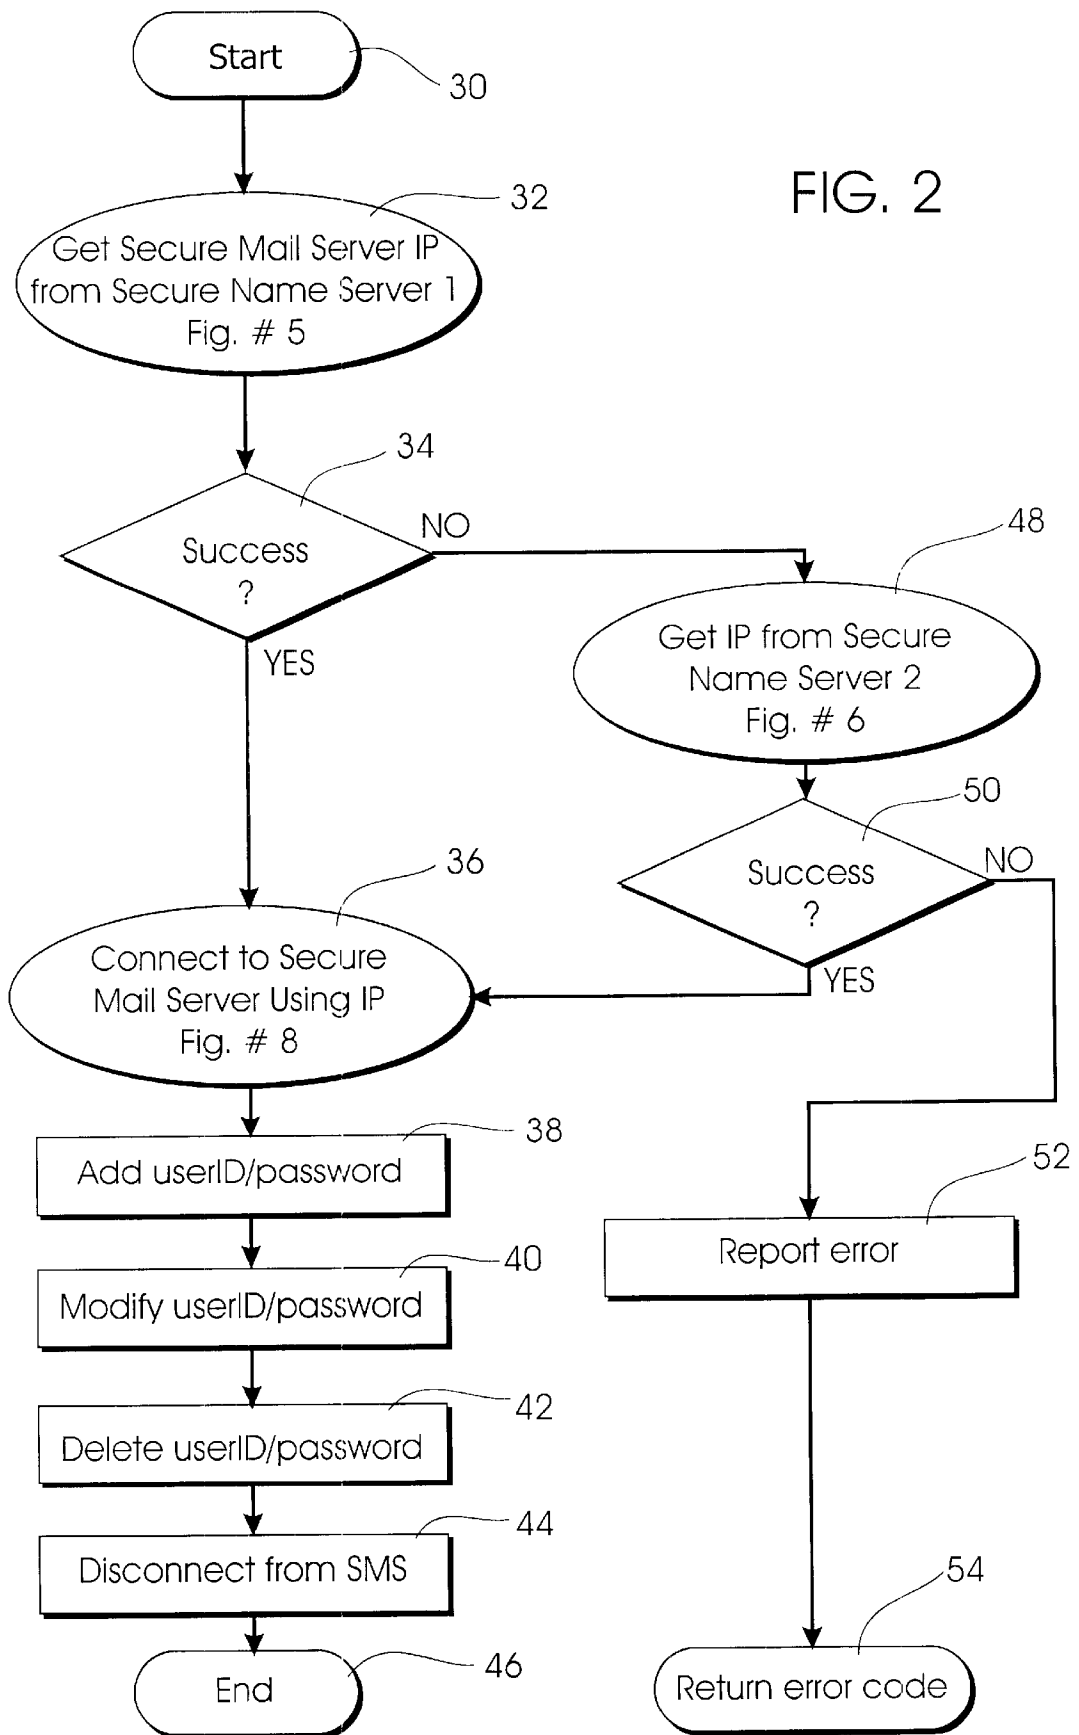 Start
30
FIG. 2
32
Get Secure Mail Server IP
from Secure Name Server 1
Fig. # 5
34
Success
?
NO
YES
48
Get IP from Secure
Name Server 2
Fig. # 6
50
Success
?
NO
YES
36
Connect to Secure
Mail Server Using IP
Fig. # 8
38
Add userID/password
40
Modify userID/password
42
Delete userID/password
44
Disconnect from SMS
46
End
52
Report error
54
Return error code